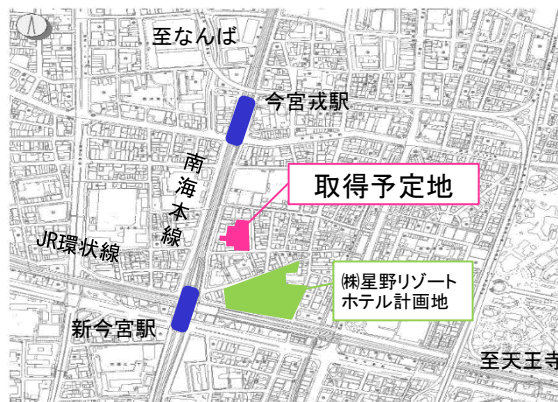 至なんば
今宮戎駅
南海本線
取得予定地
JR環状線
㈱星野リゾート
ホテル計画地
新今宮駅
至天王寺